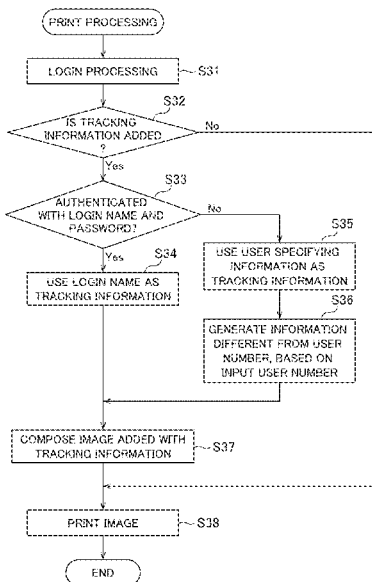 PRINT PROCESSING
LOGIN PROCESSING
S31
IS TRACKING
INFORMATION ADDED
?
S32
No
Yes
AUTHENTICATED
WITH LOGIN NAME AND
PASSWORD?
S33
No
Yes
USE LOGIN NAME AS
TRACKING INFORMATION
S34
USE USER SPECIFYING
INFORMATION AS
TRACKING INFORMATION
S35
GENERATE INFORMATION
DIFFERENT FROM USER
NUMBER, BASED ON
INPUT USER NUMBER
S36
COMPOSE IMAGE ADDED WITH
TRACKING INFORMATION
S37
PRINT IMAGE
S38
END